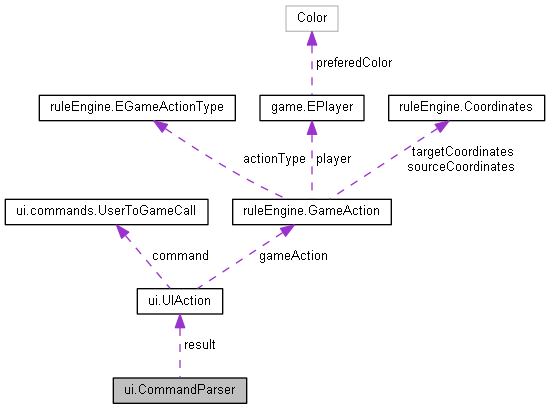 Color
preferedColor
ruleEngine.EGameActionType
game.EPlayer
ruleEngine.Coordinates
actionType
player
targetCoordinates
sourceCoordinates
ui.commands.UserToGameCall
ruleEngine.GameAction
command
gameAction
ui.UIAction
result
ui.CommandParser